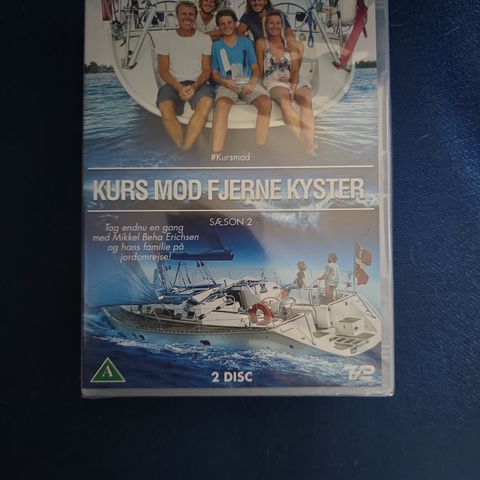 #Kursmod
KURS MOD FJERNE KYSTER
SÆSON 2
Tag endnu en gang
med Mikkel Beha Erichsen
og hans familie på
jordomrejse!
A
2 DISC
TV2